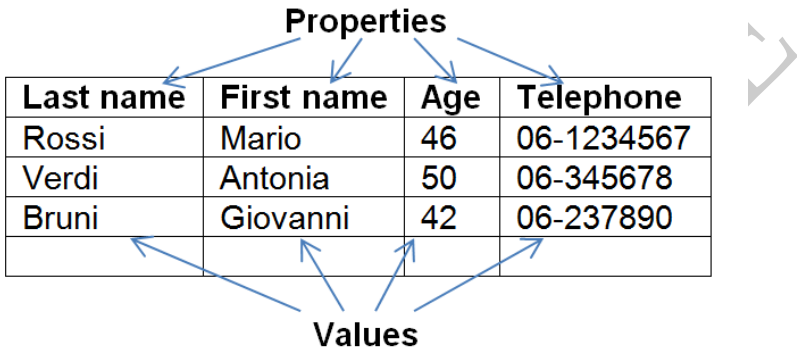 Properties
Last name First name Age Telephone
Rossi Mario 46 06-1234567
Verdi Antonia 50 06-345678
Bruni Giovanni 42 06-237890
Values